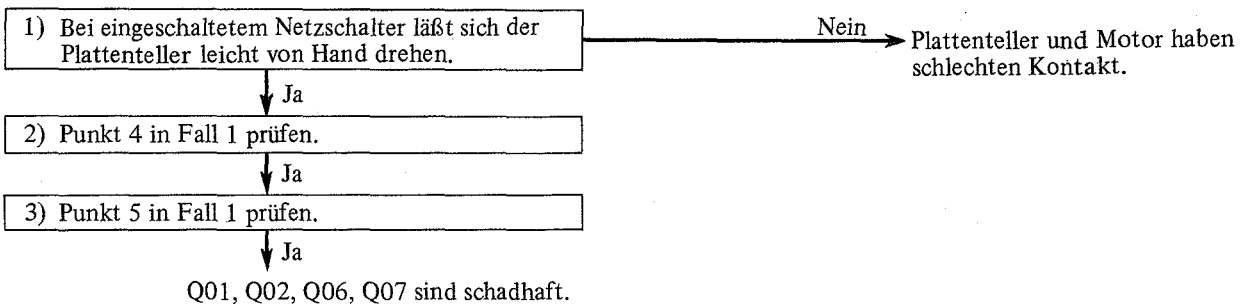 1) Bei eingeschaltetem Netzschalter läßt sich der
Plattenteller leicht von Hand drehen.
Nein
Plattenteller und Motor haben
schlechten Kontakt.
Ja
2) Punkt 4 in Fall 1 prüfen.
Ja
3) Punkt 5 in Fall 1 prüfen.
Ja
Q01, Q02, Q06, Q07 sind schadhaft.